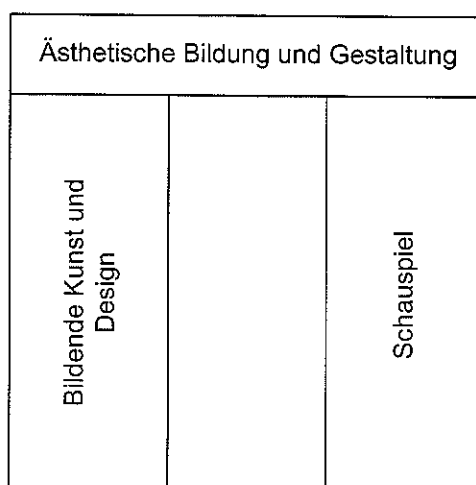 Ästhetische Bildung und Gestaltung
Bildende Kunst und
Design
Schauspiel